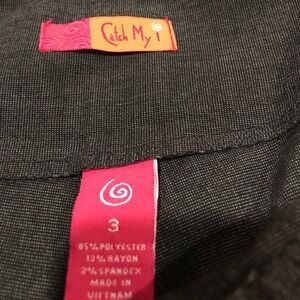 Catch My i
3
85% POLYESTER
13% RAYON
2% SPANDEX
MADE IN
VIETNAM